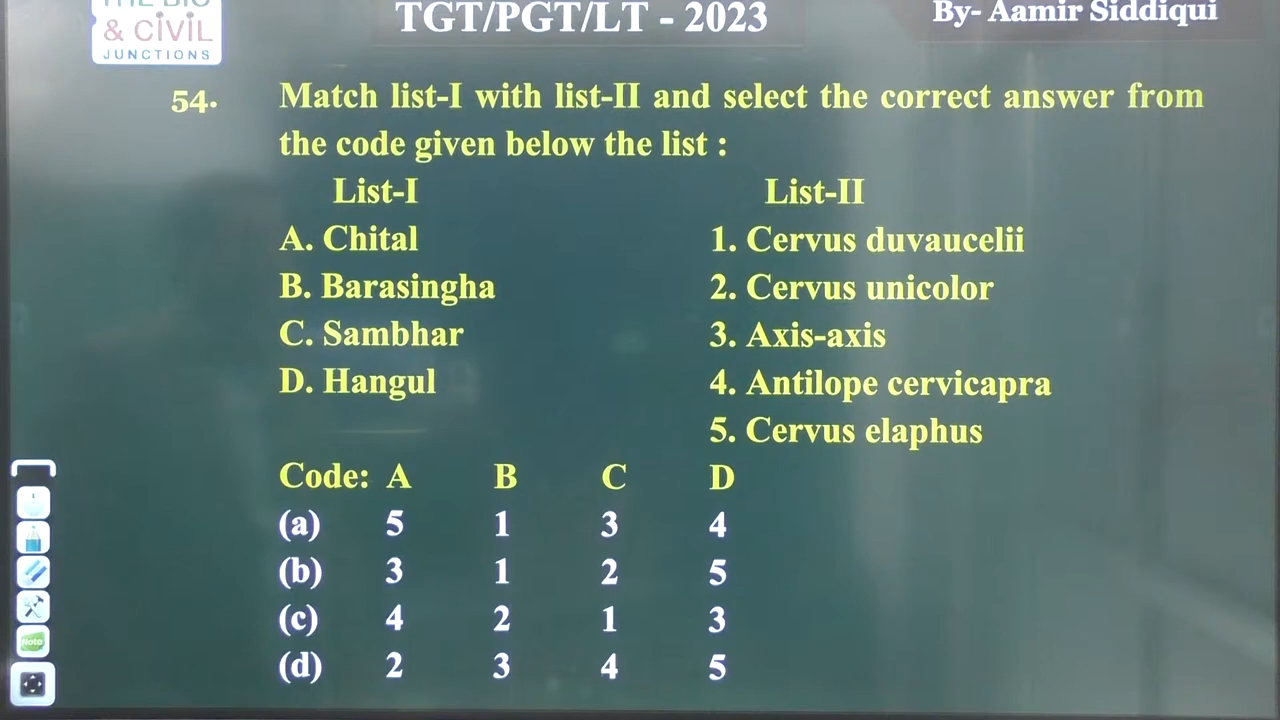 THE BIO
& CIVIL
JUNCTIONS
TGT/PGT/LT - 2023
By- Aamir Siddiqui
54. Match list-I with list-II and select the correct answer from
the code given below the list :
List-I List-II
A. Chital 1. Cervus duvaucelii
B. Barasingha 2. Cervus unicolor
C. Sambhar 3. Axis-axis
D. Hangul 4. Antilope cervicapra
5. Cervus elaphus
Code: A B C D
(a) 5 1 3 4
(b) 3 1 2 5
(c) 4 2 1 3
(d) 2 3 4 5
Note